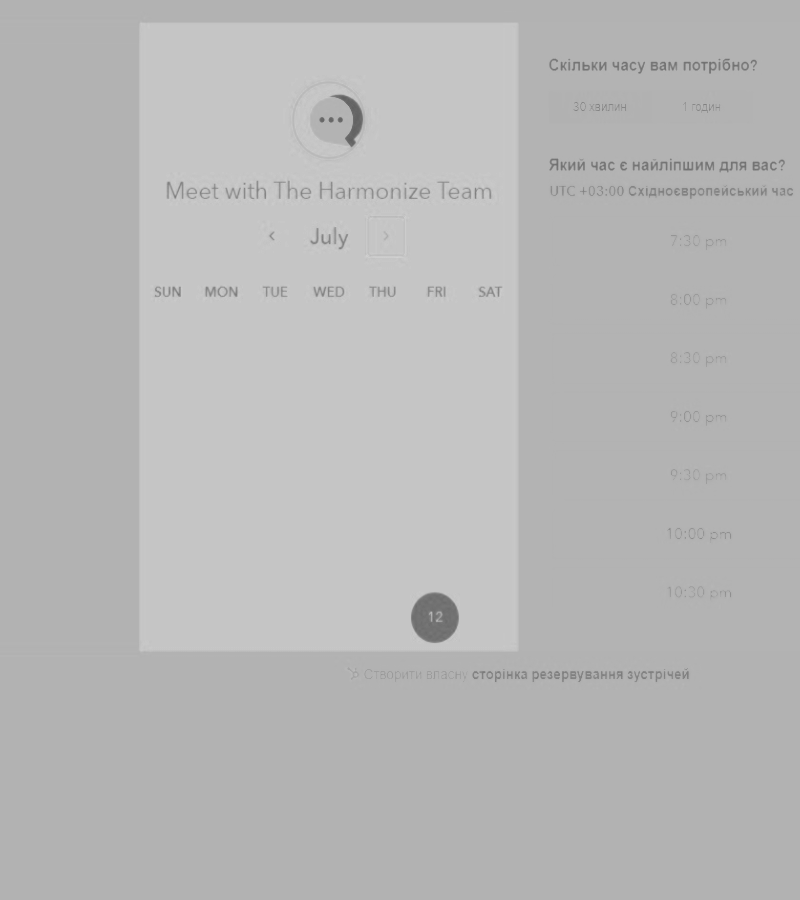 Meet with The Harmonize Team
July
SUN MON TUE WED THU FRI SAT
12
Скільки часу вам потрібно?
30 хвилин 1 годин
Який час є найліпшим для вас?
UTC +03:00 Східноєвропейський час
7:30 pm
8:00 pm
8:30 pm
9:00 pm
9:30 pm
10:00 pm
10:30 pm
Створити власну сторінка резервування зустрічей